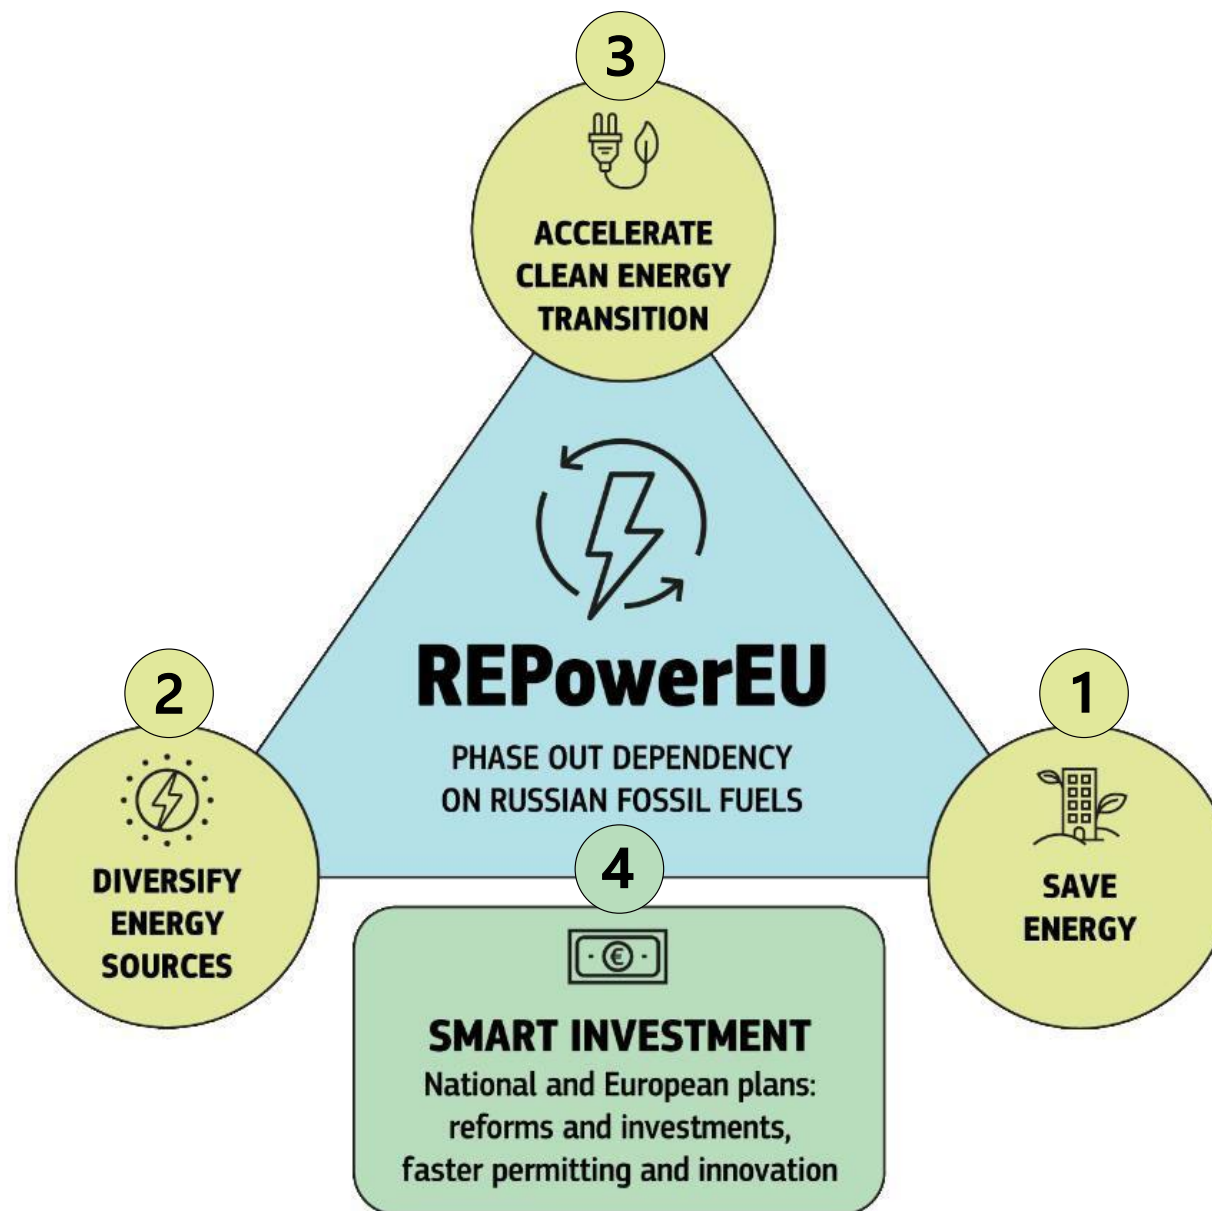 3
ACCELERATE
CLEAN ENERGY
TRANSITION
REPowerEU
PHASE OUT DEPENDENCY
ON RUSSIAN FOSSIL FUELS
2
DIVERSIFY
ENERGY
SOURCES
1
SAVE
ENERGY
4
€
SMART INVESTMENT
National and European plans:
reforms and investments,
faster permitting and innovation